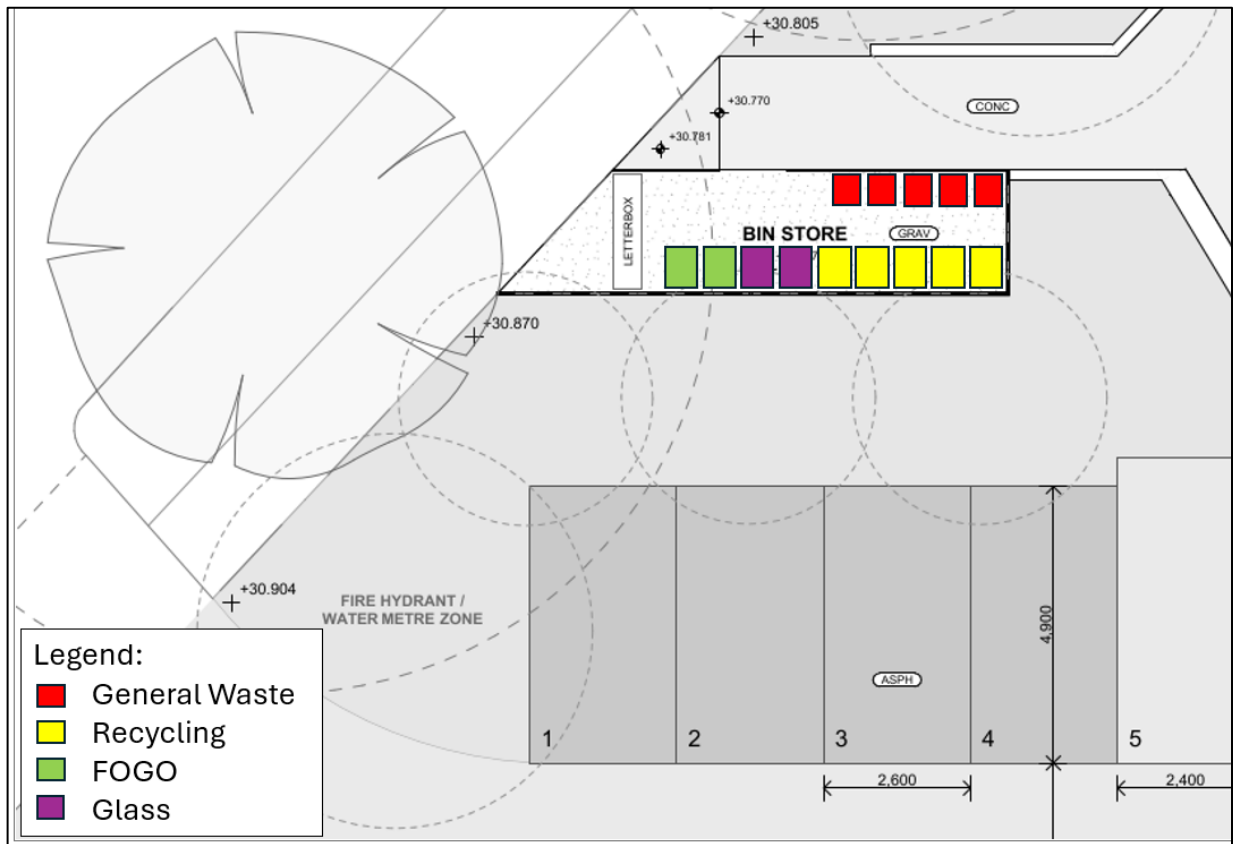 +30.805
+30.770
CONC
+30.781
LETTERBOX
BIN STORE
GRAV
+30.870
+30.904
FIRE HYDRANT /
WATER METRE ZONE
4,900
ASPH
1
2
3
4
5
2,600
2,400
Legend:
General Waste
Recycling
FOGO
Glass